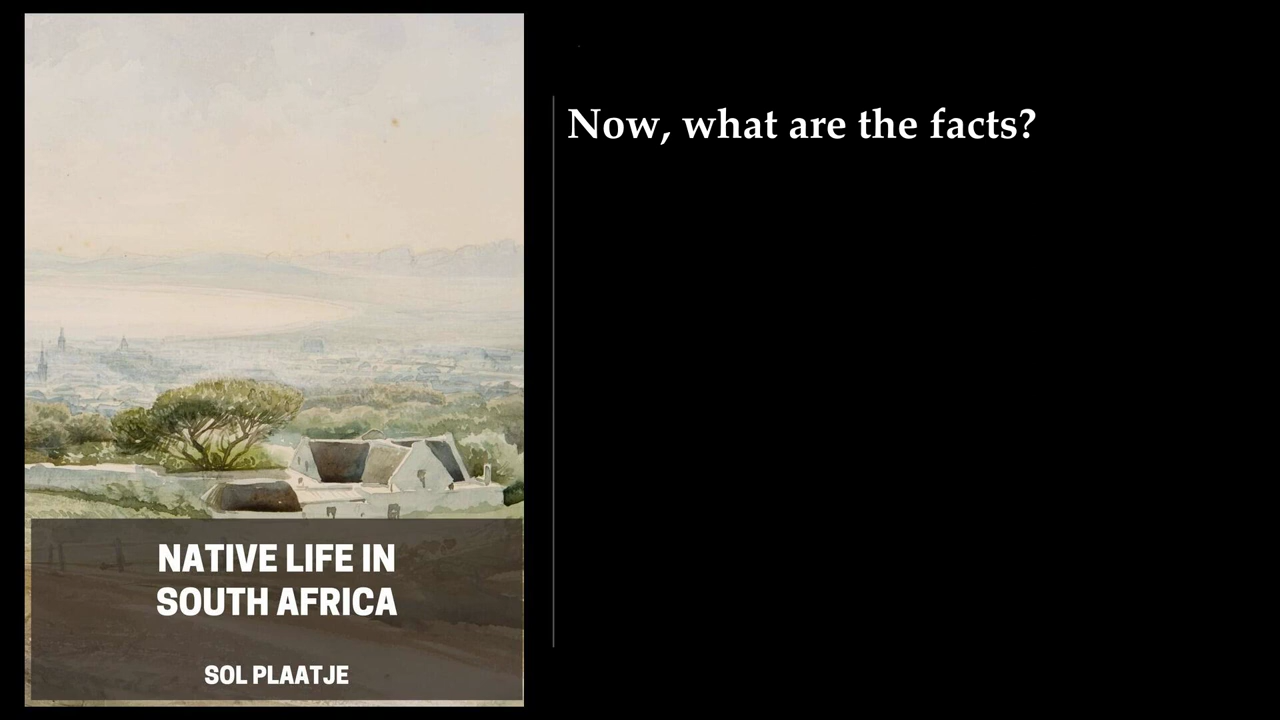 Now, what are the facts?
NATIVE LIFE IN
SOUTH AFRICA
SOL PLAATJE